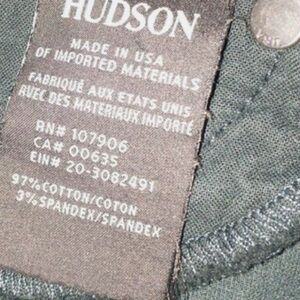 HUDSON
MADE IN USA
OF IMPORTED MATERIALS
FABRIQUÉ AUX ETATS UNIS
AVEC DES MATERIAUX IMPORTÉ
RN# 107906
CA# 00635
EIN# 20-3082491
97% COTTON/COTON
3% SPANDEX/SPANDEX